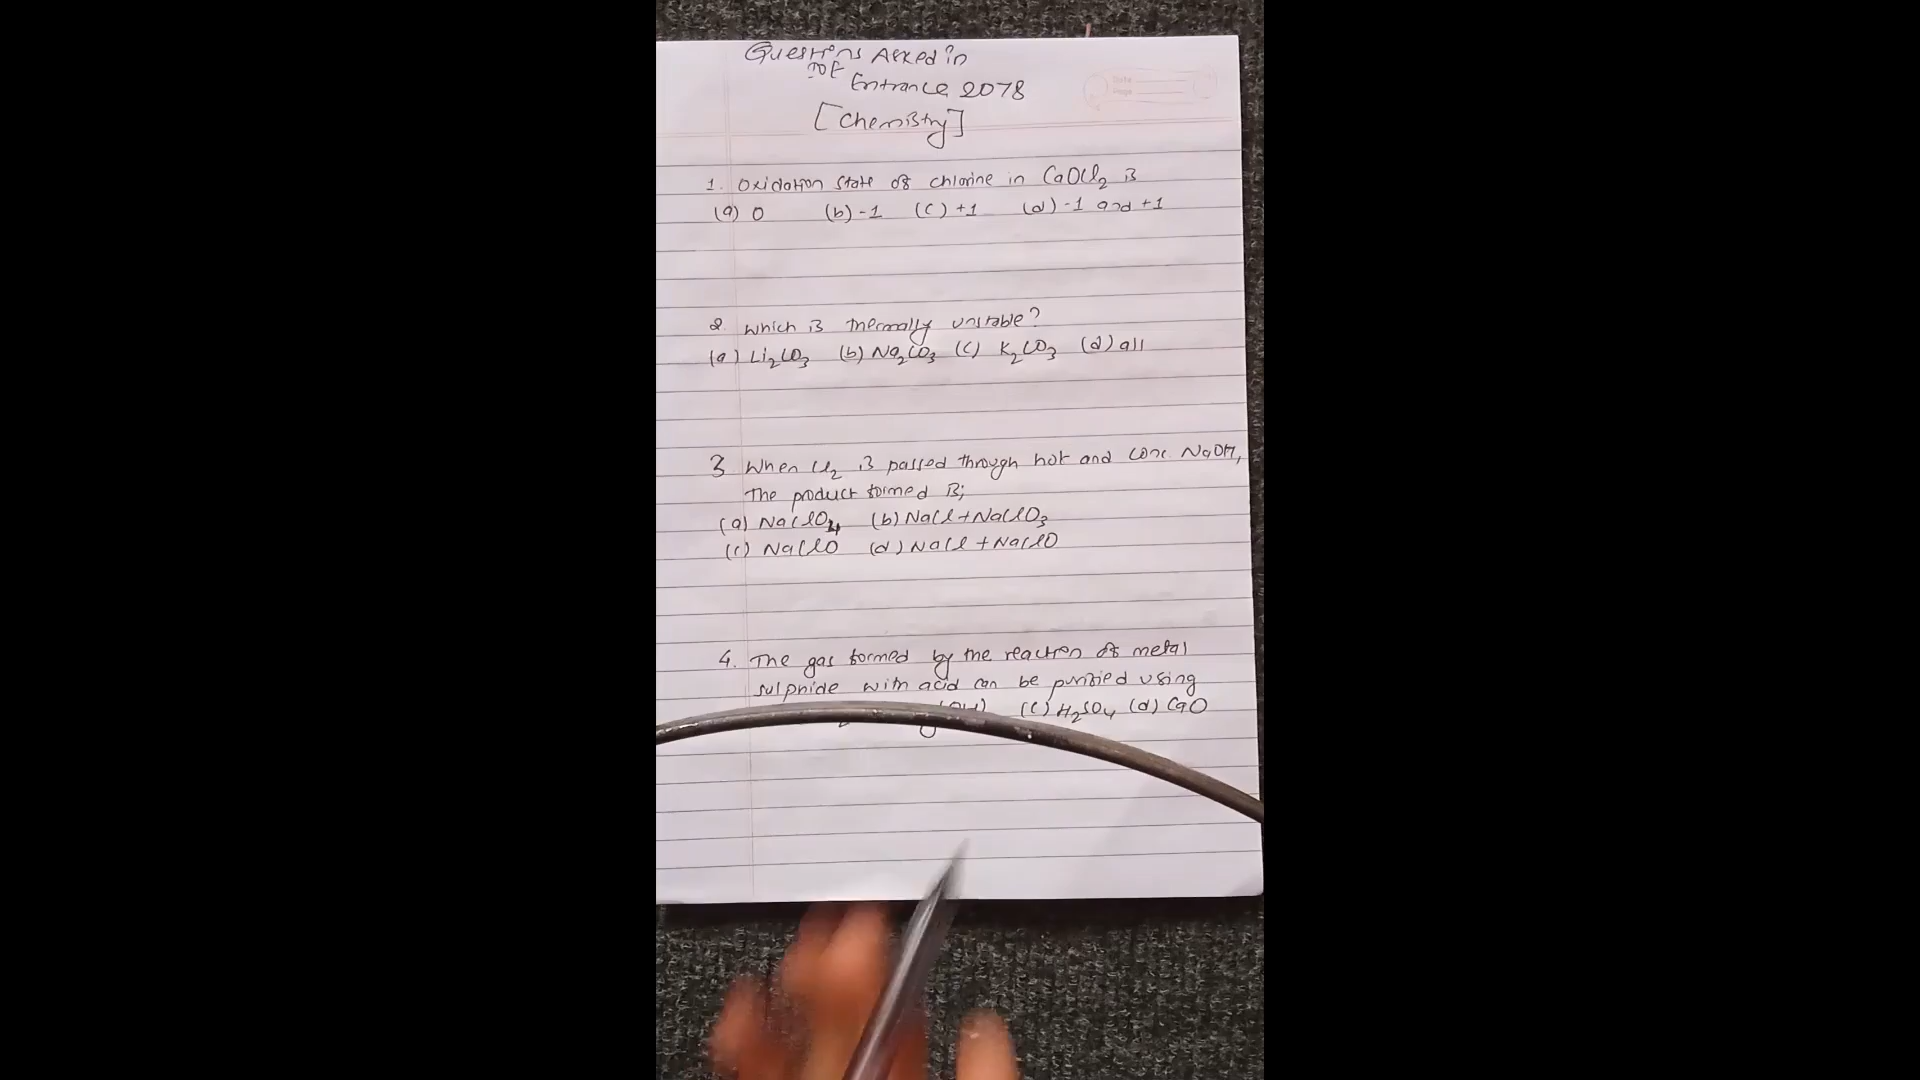 Questions Asked in
IOE
Entrance 2078
[Chemistry]
1. Oxidation state of chlorine in CaOCl2 is
(a) 0 (b) -1 (c) +1 (d) -1 and +1
2. Which is thermally unstable?
(a) Li2CO3 (b) Na2CO3 (c) K2CO3 (d) all
3 When Cl2 is passed through hot and conc. NaOH,
The product formed is;
(a) NaClO4 (b) NaCl + NaClO3
(c) NaClO (d) NaCl + NaClO
4. The gas formed by the reaction of metal
sulphide with acid can be purified using
(c) H2SO4 (d) CaO